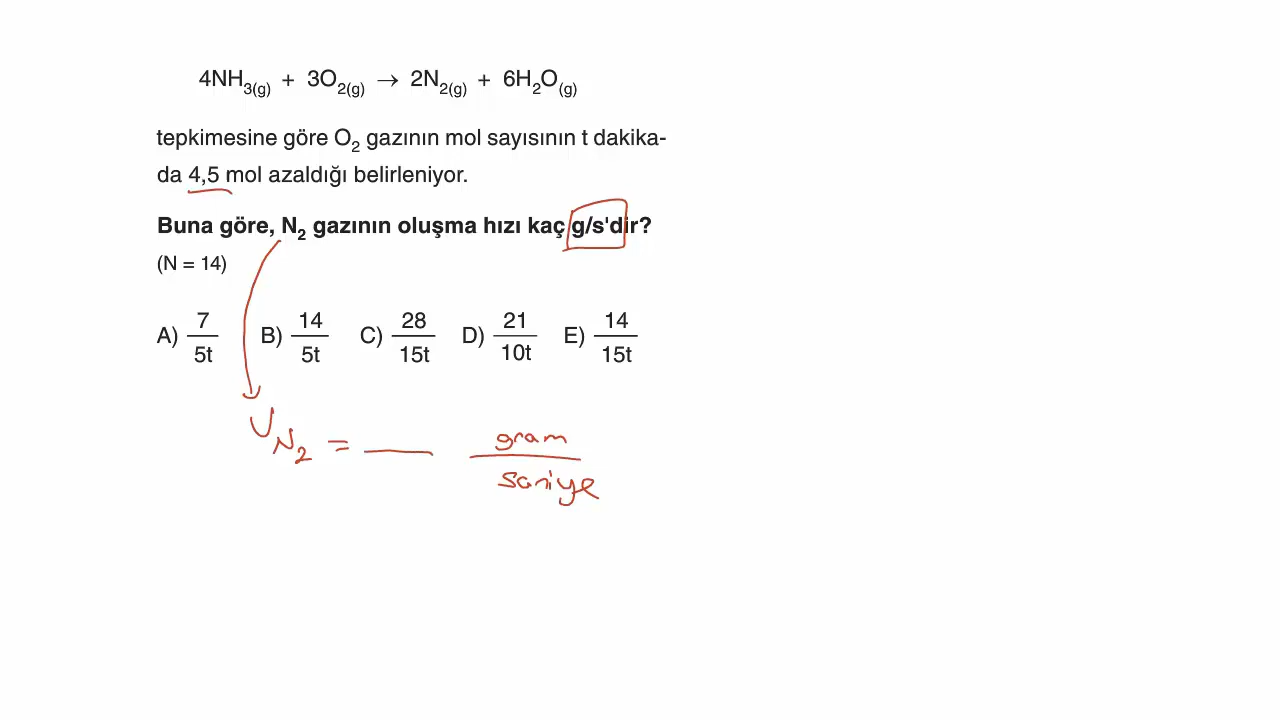 4NH3(g) + 3O2(g) → 2N2(g) + 6H2O(g)
tepkimesine göre O2 gazının mol sayısının t dakika-
da 4,5 mol azaldığı belirleniyor.
Buna göre, N2 gazının oluşma hızı kaç g/s'dir?
(N = 14)
A) 7/5t B) 14/5t C) 28/15t D) 21/10t E) 14/15t
VN2 = ___ gram/saniye